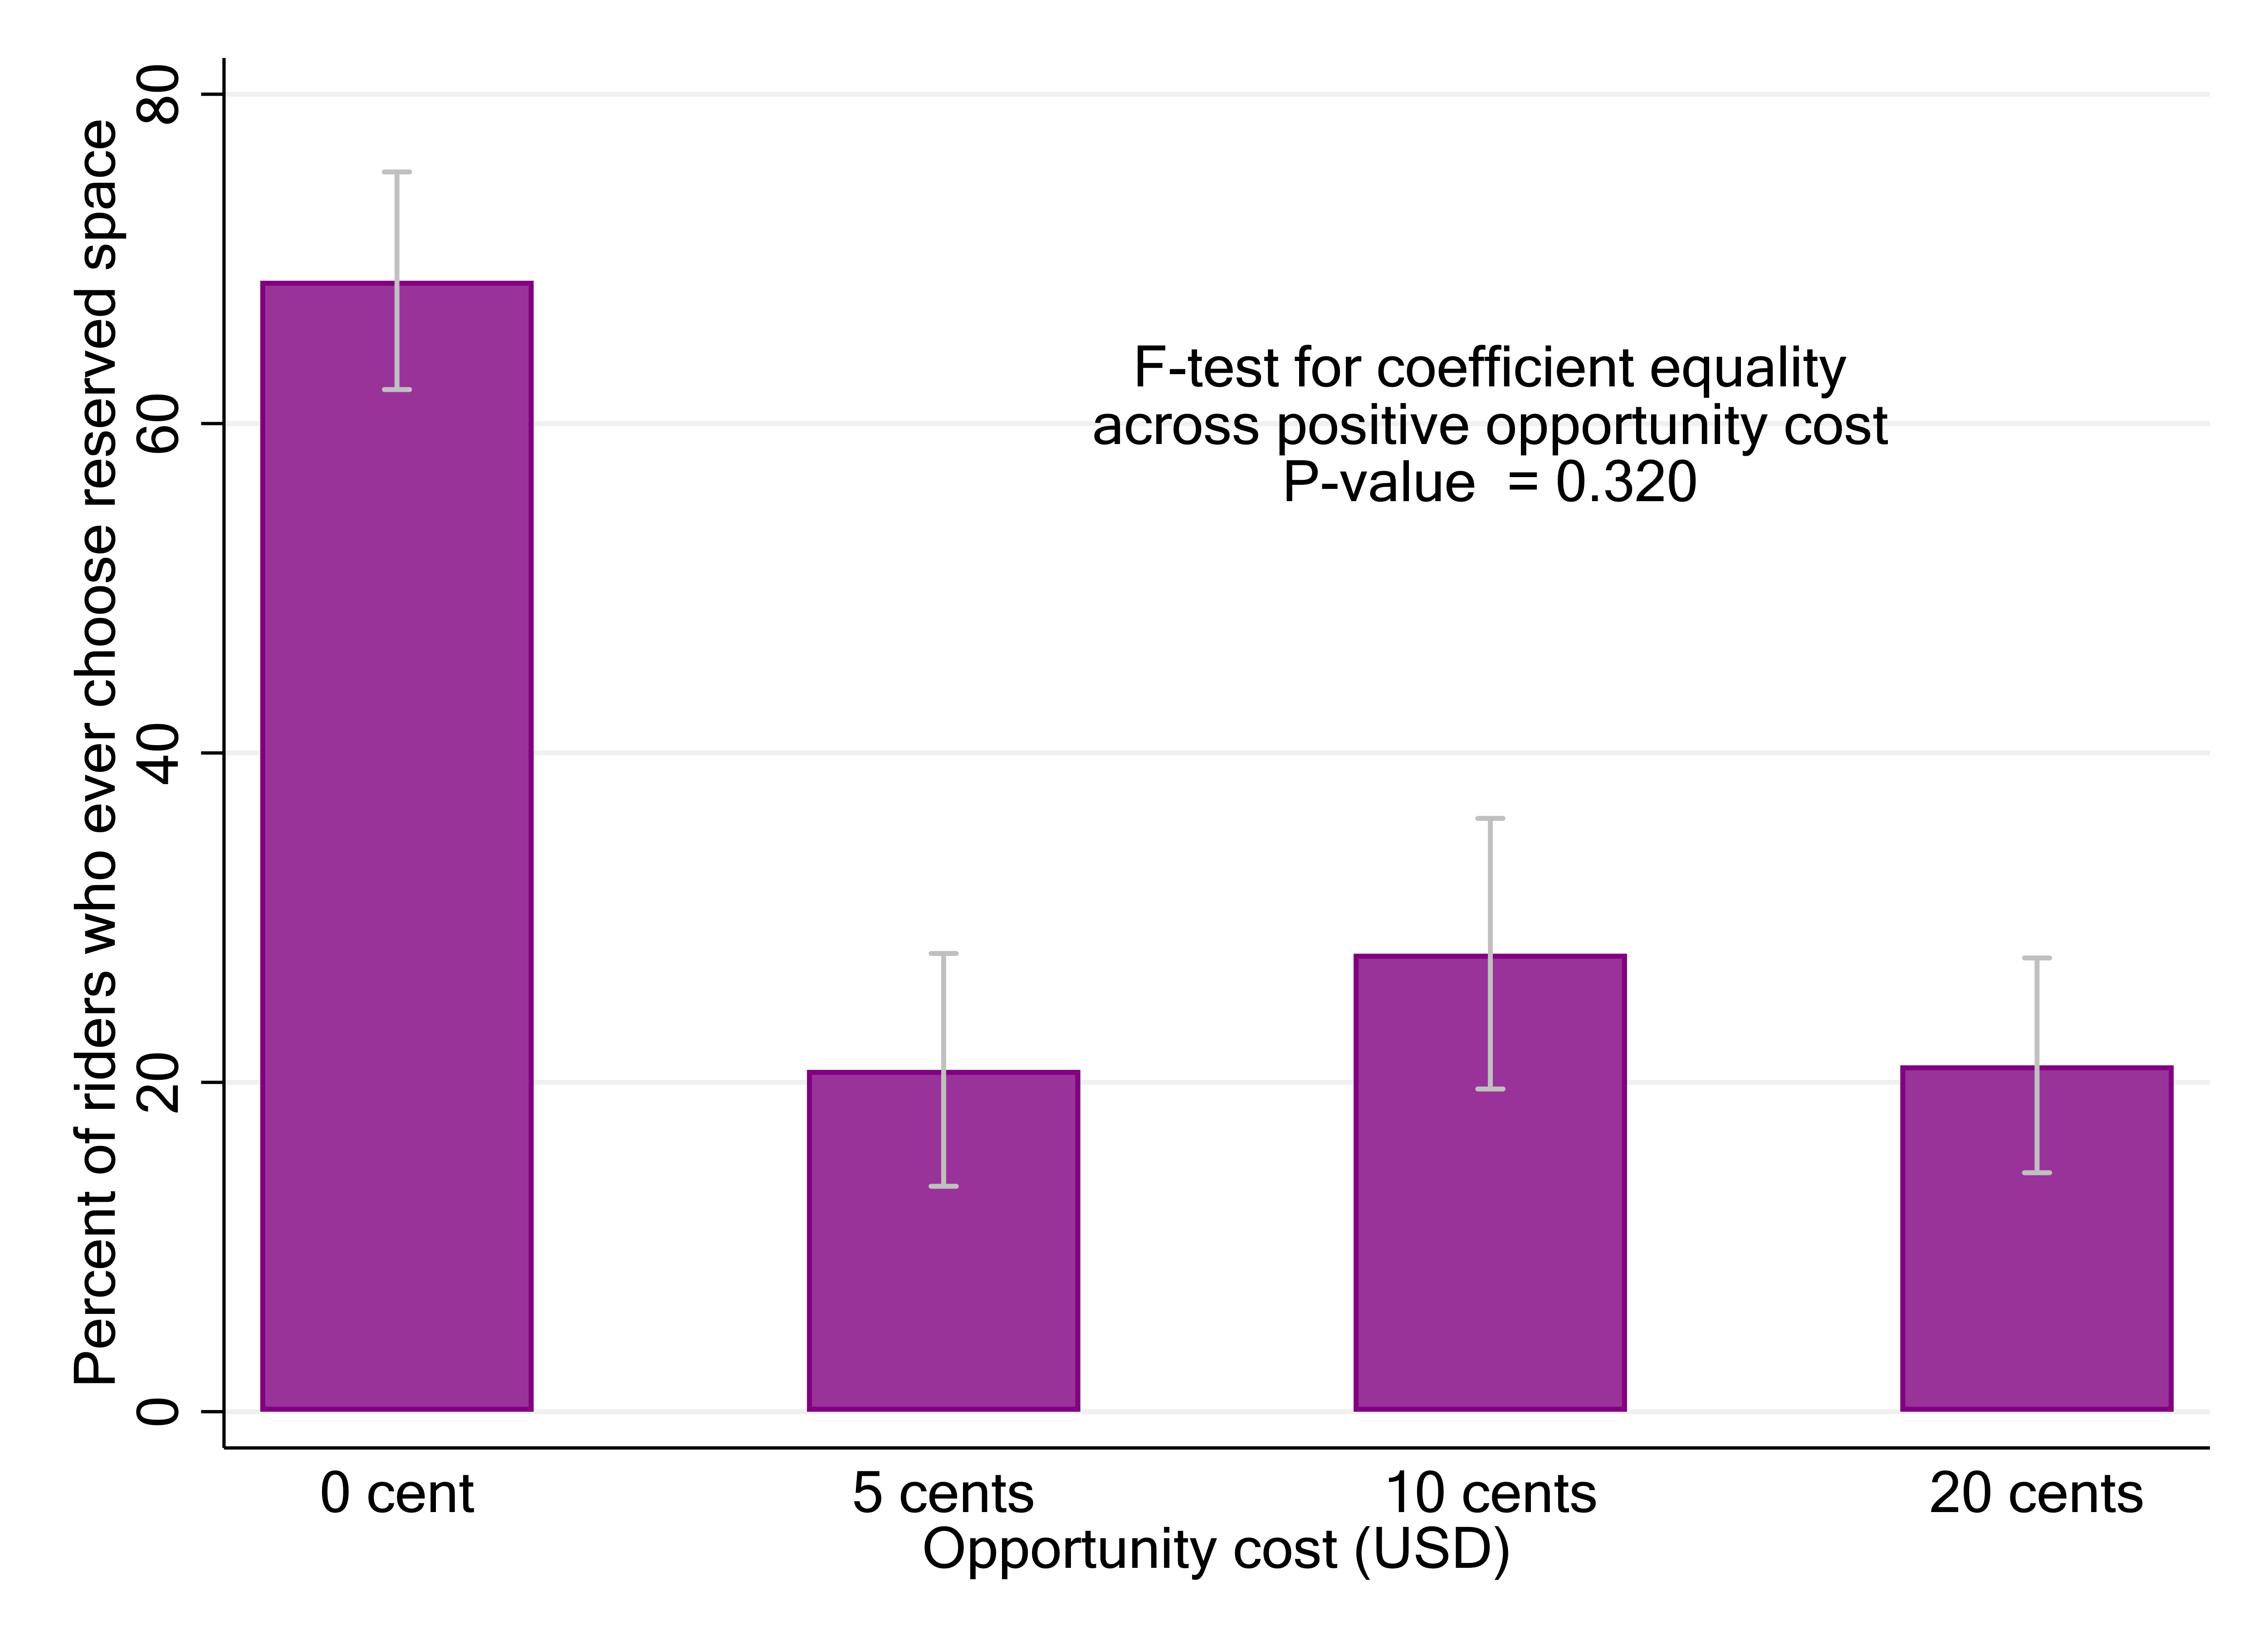 Percent of riders who ever choose reserved space
80
60
40
20
0
F-test for coefficient equality
across positive opportunity cost
P-value  = 0.320
0 cent
5 cents
10 cents
20 cents
Opportunity cost (USD)